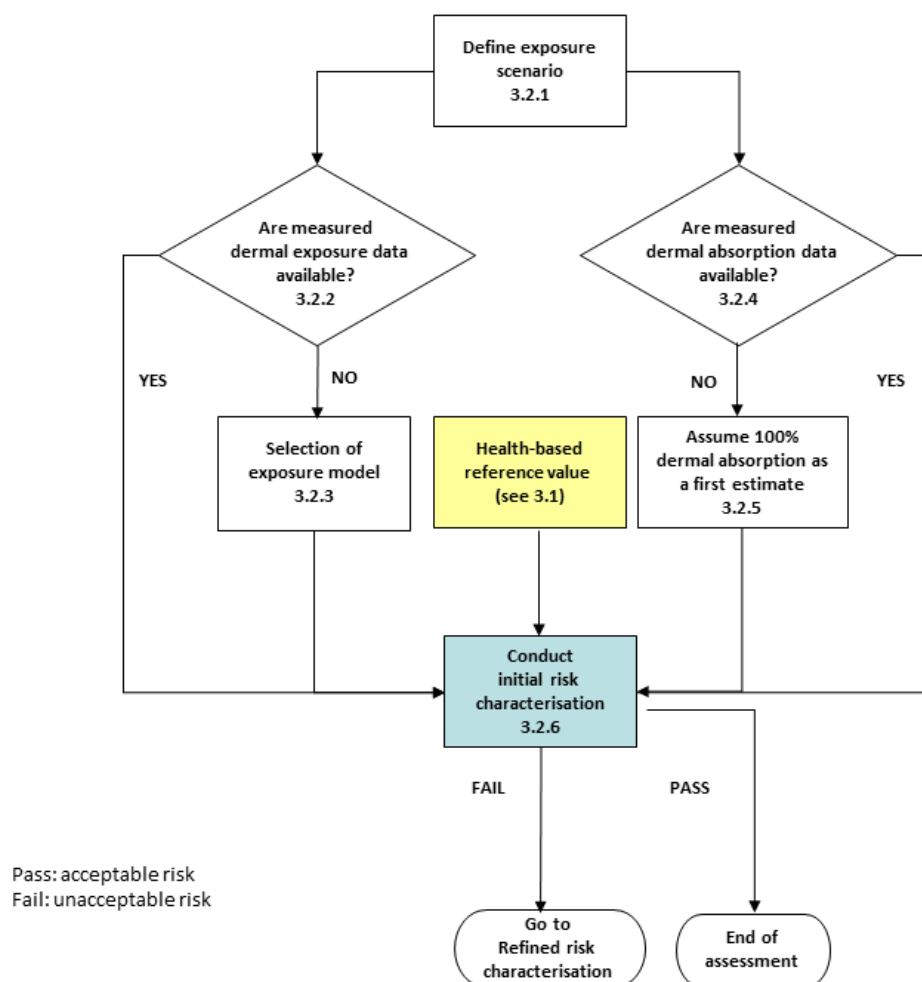 Define exposure
scenario
3.2.1
Are measured
dermal exposure data
available?
3.2.2
Are measured
dermal absorption data
available?
3.2.4
YES
NO
NO
YES
Selection of
exposure model
3.2.3
Health-based
reference value
(see 3.1)
Assume 100%
dermal absorption as
a first estimate
3.2.5
Conduct
initial risk
characterisation
3.2.6
FAIL
PASS
Pass: acceptable risk
Fail: unacceptable risk
Go to
Refined risk
characterisation
End of
assessment